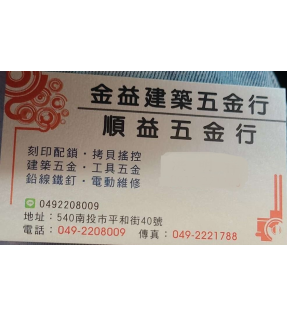 金益建築五金行
順益五金行
刻印配鎖・拷貝搖控
建築五金・工具五金
鉛線鐵釘・電動維修
0492208009
地址：540南投市平和街40號
電話：049-2208009 傳真：049-2221788